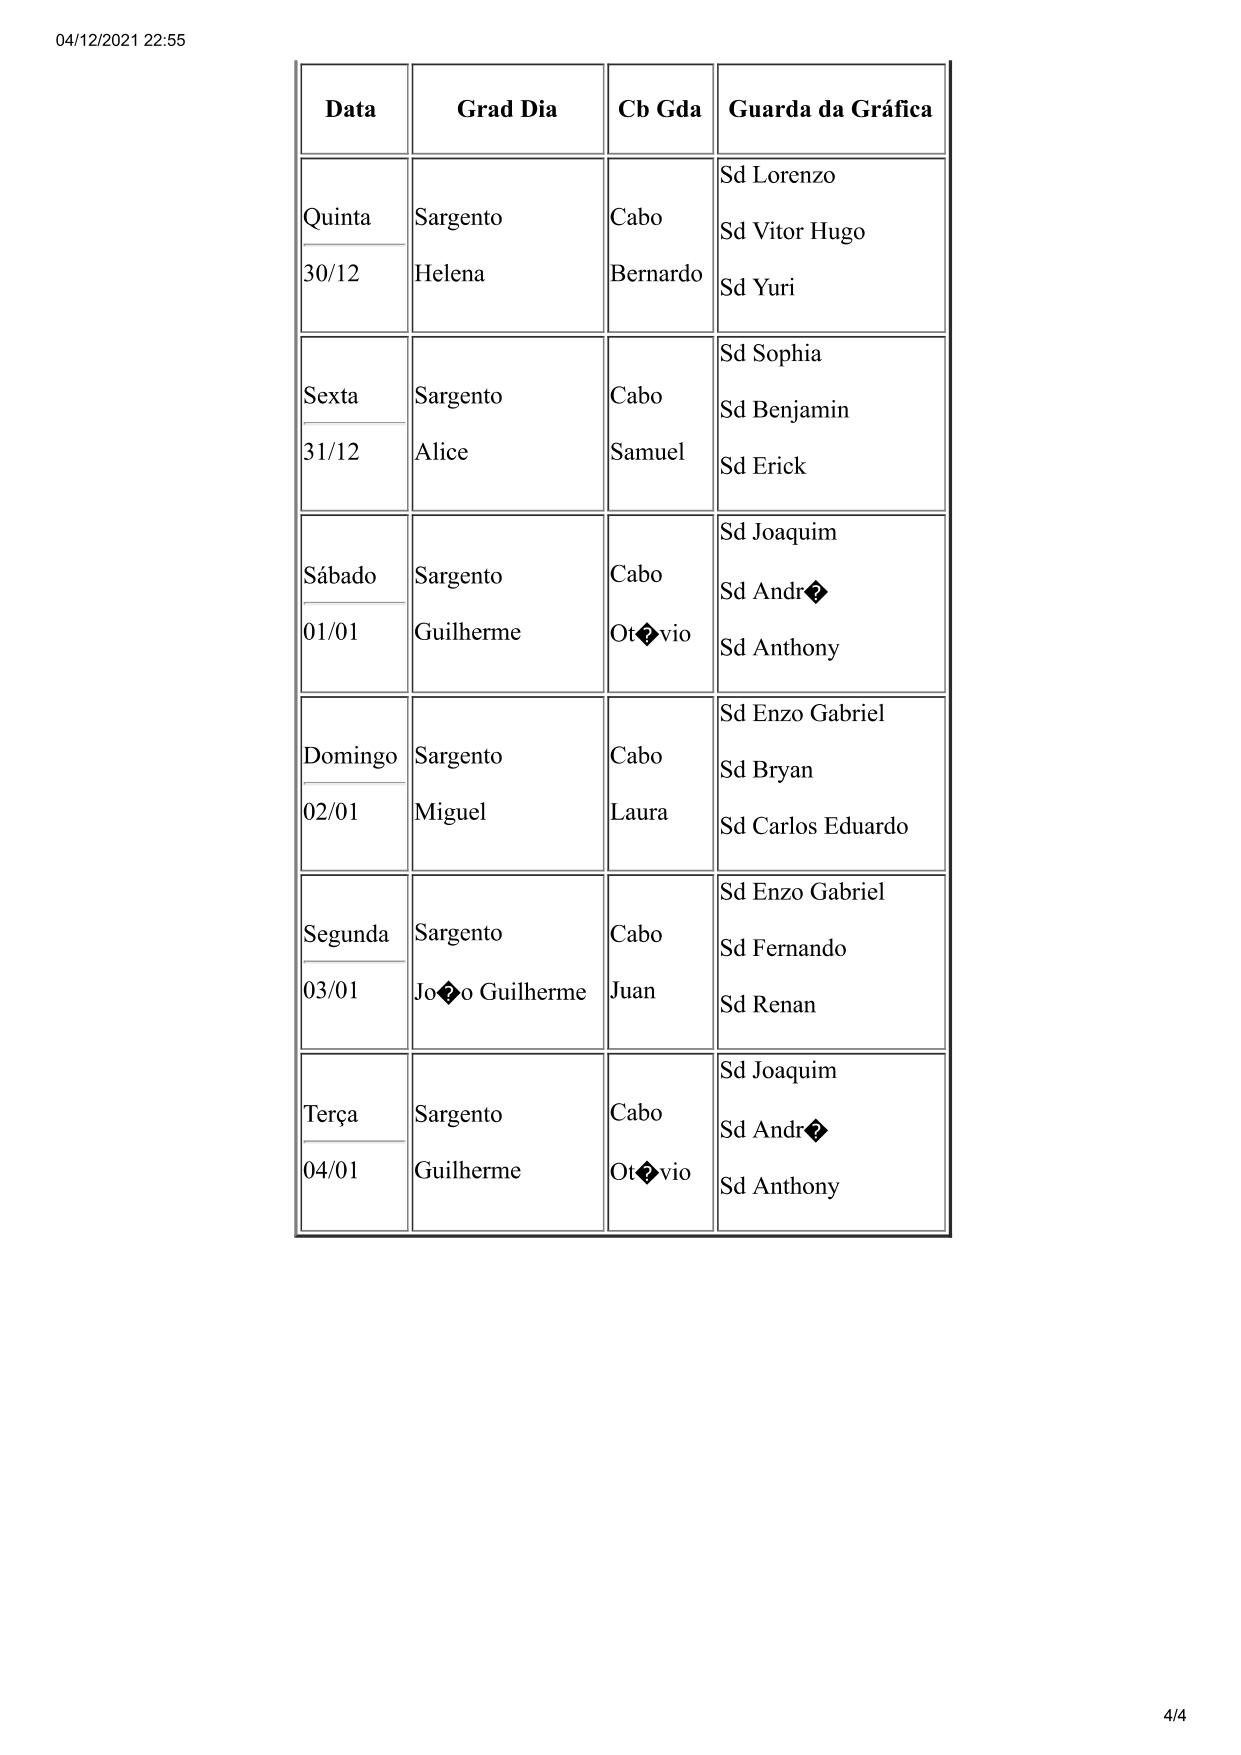 04/12/2021 22:55
Data Grad Dia Cb Gda Guarda da Gráfica
Quinta
30/12
Sargento
Helena
Cabo
Bernardo
Sd Lorenzo
Sd Vitor Hugo
Sd Yuri
Sexta
31/12
Sargento
Alice
Cabo
Samuel
Sd Sophia
Sd Benjamin
Sd Erick
Sábado
01/01
Sargento
Guilherme
Cabo
Ot�vio
Sd Joaquim
Sd Andr�
Sd Anthony
Domingo
02/01
Sargento
Miguel
Cabo
Laura
Sd Enzo Gabriel
Sd Bryan
Sd Carlos Eduardo
Segunda
03/01
Sargento
Jo�o Guilherme
Cabo
Juan
Sd Enzo Gabriel
Sd Fernando
Sd Renan
Terça
04/01
Sargento
Guilherme
Cabo
Ot�vio
Sd Joaquim
Sd Andr�
Sd Anthony
4/4